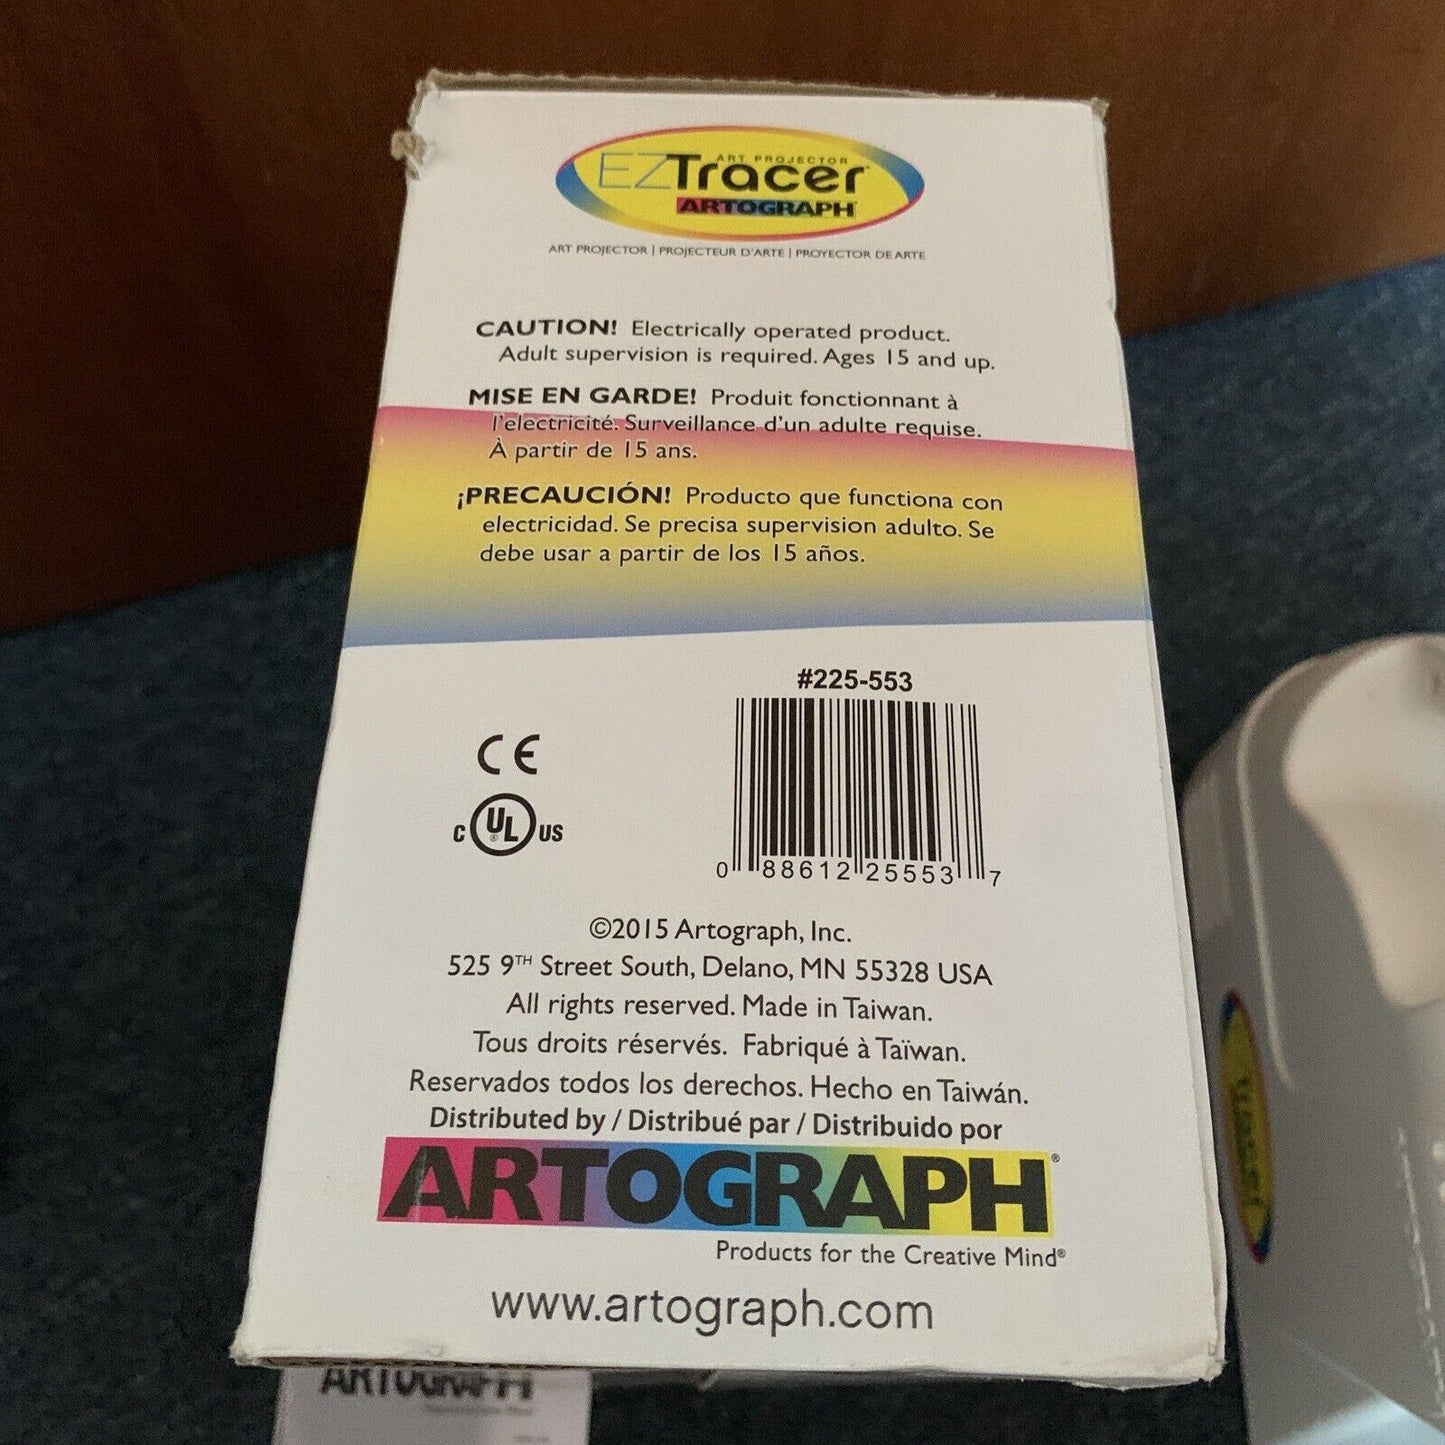 ART PROJECTOR
EZTracer™
ARTOGRAPH®
ART PROJECTOR | PROJECTEUR D'ARTE | PROYECTOR DE ARTE
CAUTION! Electrically operated product.
Adult supervision is required. Ages 15 and up.
MISE EN GARDE! Produit fonctionnant à
l'electricité. Surveillance d'un adulte requise.
À partir de 15 ans.
¡PRECAUCIÓN! Producto que functiona con
electricidad. Se precisa supervision adulto. Se
debe usar a partir de los 15 años.
#225-553
CE
C UL® US
0 88612 25553 7
©2015 Artograph, Inc.
525 9TH Street South, Delano, MN 55328 USA
All rights reserved. Made in Taiwan.
Tous droits réservés. Fabriqué à Taïwan.
Reservados todos los derechos. Hecho en Taiwán.
Distributed by / Distribué par / Distribuido por
ARTOGRAPH®
Products for the Creative Mind®
www.artograph.com
ARTOGRAPH